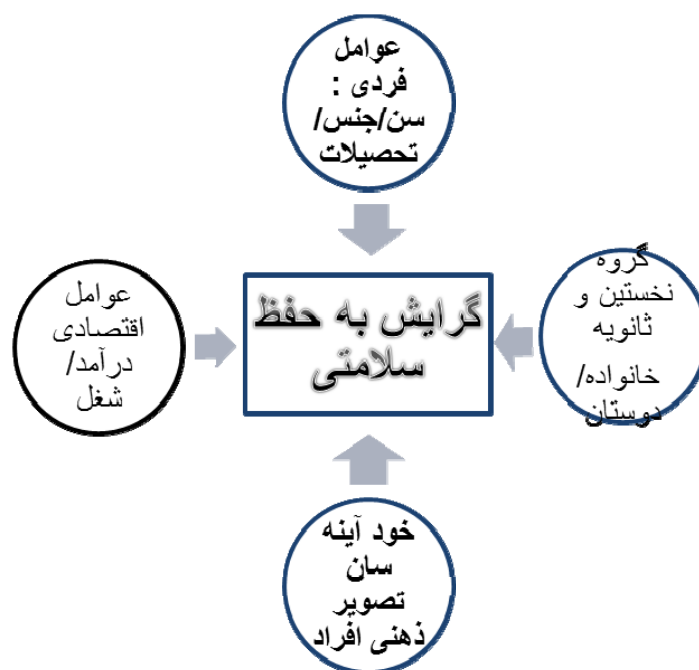 عوامل
فردی :
سن/جنس/
تحصیلات
گروه
نخستین و
ثانویه
خانواده/
دوستان
گرایش به حفظ
سلامتی
عوامل
اقتصادی
درآمد/
شغل
خود آینه
سان
تصویر
ذهنی افراد